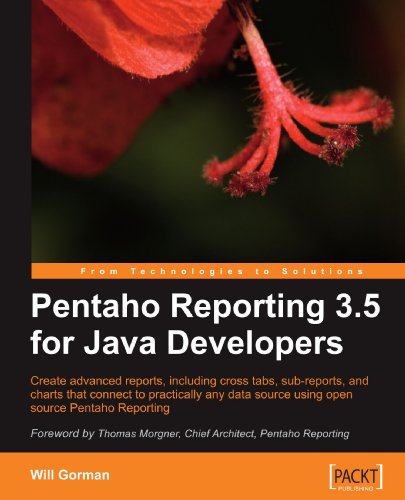 From Technologies to Solutions
Pentaho Reporting 3.5
for Java Developers
Create advanced reports, including cross tabs, sub-reports, and
charts that connect to practically any data source using open
source Pentaho Reporting
Foreword by Thomas Morgner, Chief Architect, Pentaho Reporting
Will Gorman
[PACKT]
PUBLISHING